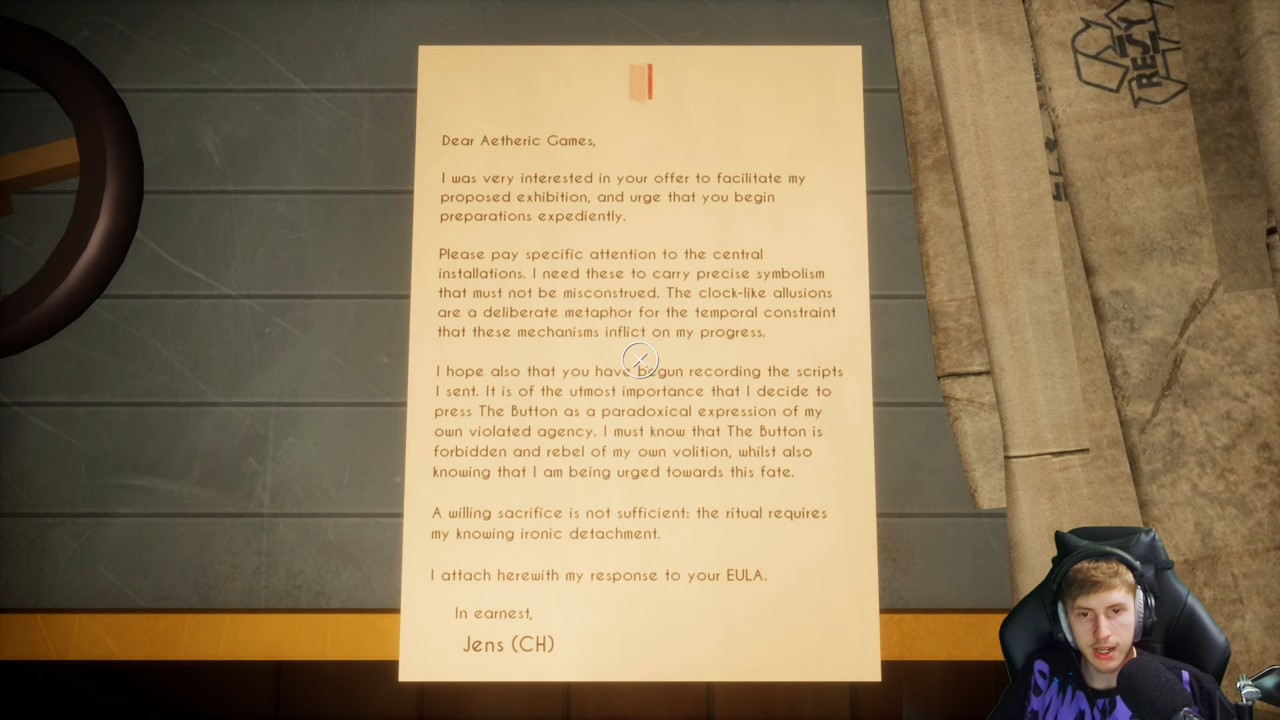 Dear Aetheric Games,
I was very interested in your offer to facilitate my
proposed exhibition, and urge that you begin
preparations expediently.
Please pay specific attention to the central
installations. I need these to carry precise symbolism
that must not be misconstrued. The clock-like allusions
are a deliberate metaphor for the temporal constraint
that these mechanisms inflict on my progress.
I hope also that you have begun recording the scripts
I sent. It is of the utmost importance that I decide to
press The Button as a paradoxical expression of my
own violated agency. I must know that The Button is
forbidden and rebel of my own volition, whilst also
knowing that I am being urged towards this fate.
A willing sacrifice is not sufficient: the ritual requires
my knowing ironic detachment.
I attach herewith my response to your EULA.
In earnest,
Jens (CH)
RESY